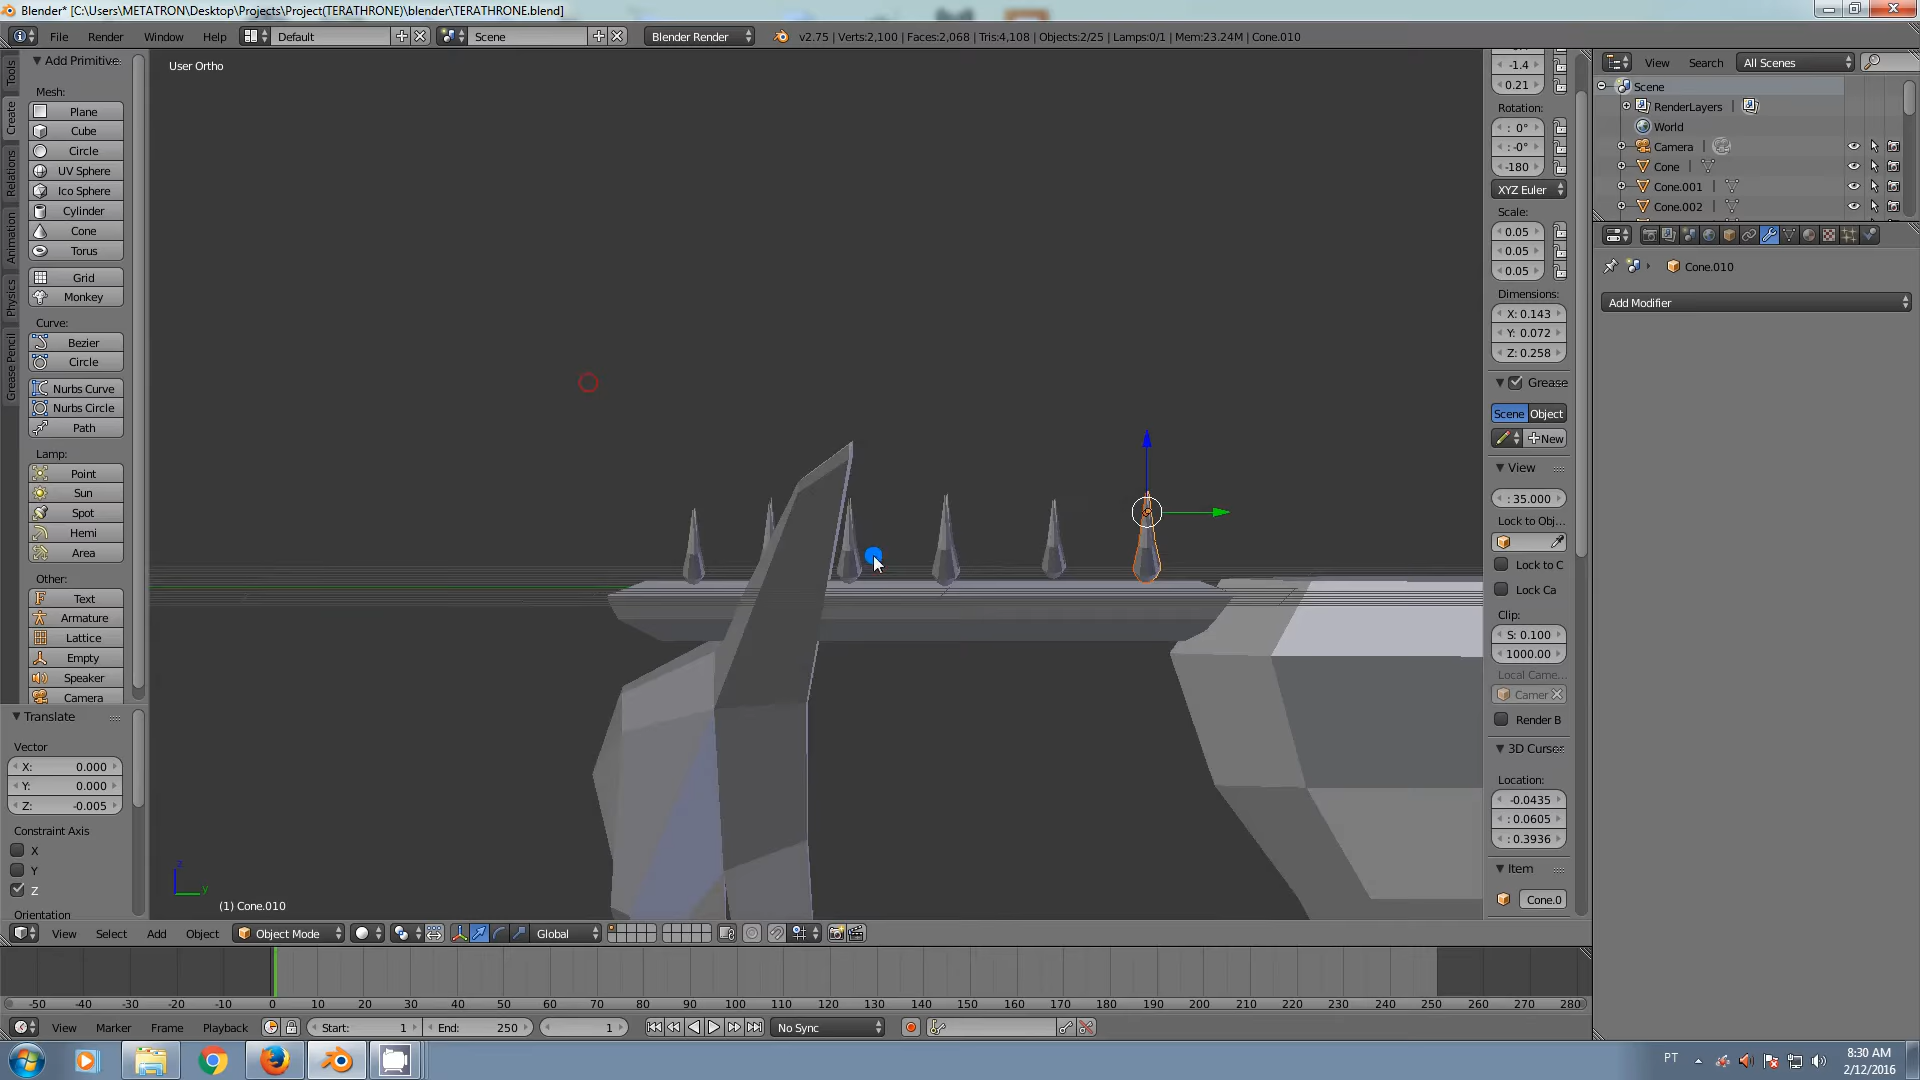 Blender* [C:\Users\METATRON\Desktop\Projects\Project(TERATHRONE)\blender\TERATHRONE.blend]
File Render Window Help Default Scene Blender Render v2.75 | Verts:2,100 | Faces:2,068 | Tris:4,108 | Objects:2/25 | Lamps:0/1 | Mem:23.24M | Cone.010
Tools
Create
Relations
Animation
Physics
Grease Pencil
Add Primitive
Mesh:
Plane
Cube
Circle
UV Sphere
Ico Sphere
Cylinder
Cone
Torus
Grid
Monkey
Curve:
Bezier
Circle
Nurbs Curve
Nurbs Circle
Path
Lamp:
Point
Sun
Spot
Hemi
Area
Other:
Text
Armature
Lattice
Empty
Speaker
Camera
Translate
Vector
X: 0.000
Y: 0.000
Z: -0.005
Constraint Axis
X
Y
Z
Orientation
User Ortho
z
y
(1) Cone.010
-1.4
0.21
Rotation:
: 0°
: -0°
-180
XYZ Euler
Scale:
0.05
0.05
0.05
Dimensions:
X: 0.143
Y: 0.072
Z: 0.258
Grease
Scene Object
New
View
: 35.000
Lock to Obj...
Lock to C
Lock Ca
Clip:
S: 0.100
1000.00
Local Came...
Camer
Render B
3D Curs
Location:
-0.0435
: 0.0605
: 0.3936
Item
Cone.0
View Search All Scenes
Scene
RenderLayers |
World
Camera |
Cone |
Cone.001 |
Cone.002 |
Cone.010
Add Modifier
View Select Add Object Object Mode Global
-50 -40 -30 -20 -10 0 10 20 30 40 50 60 70 80 90 100 110 120 130 140 150 160 170 180 190 200 210 220 230 240 250 260 270 280
View Marker Frame Playback Start: 1 End: 250 1 No Sync
PT 8:30 AM
2/12/2016